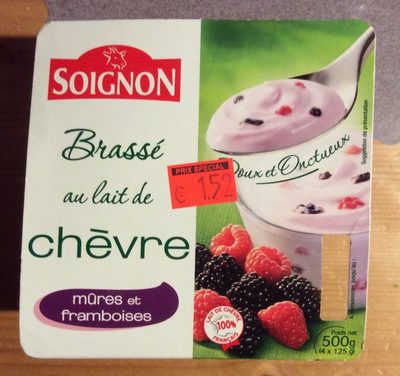 SOIGNON
Brassé
au lait de
chèvre
mûres et
framboises
PRIX SPECIAL
€ 1.52
Doux et Onctueux
Suggestion de présentation
LAIT DE CHÈVRE
100%
FRANÇAIS
Poids net
500g
(4 x 125 g)